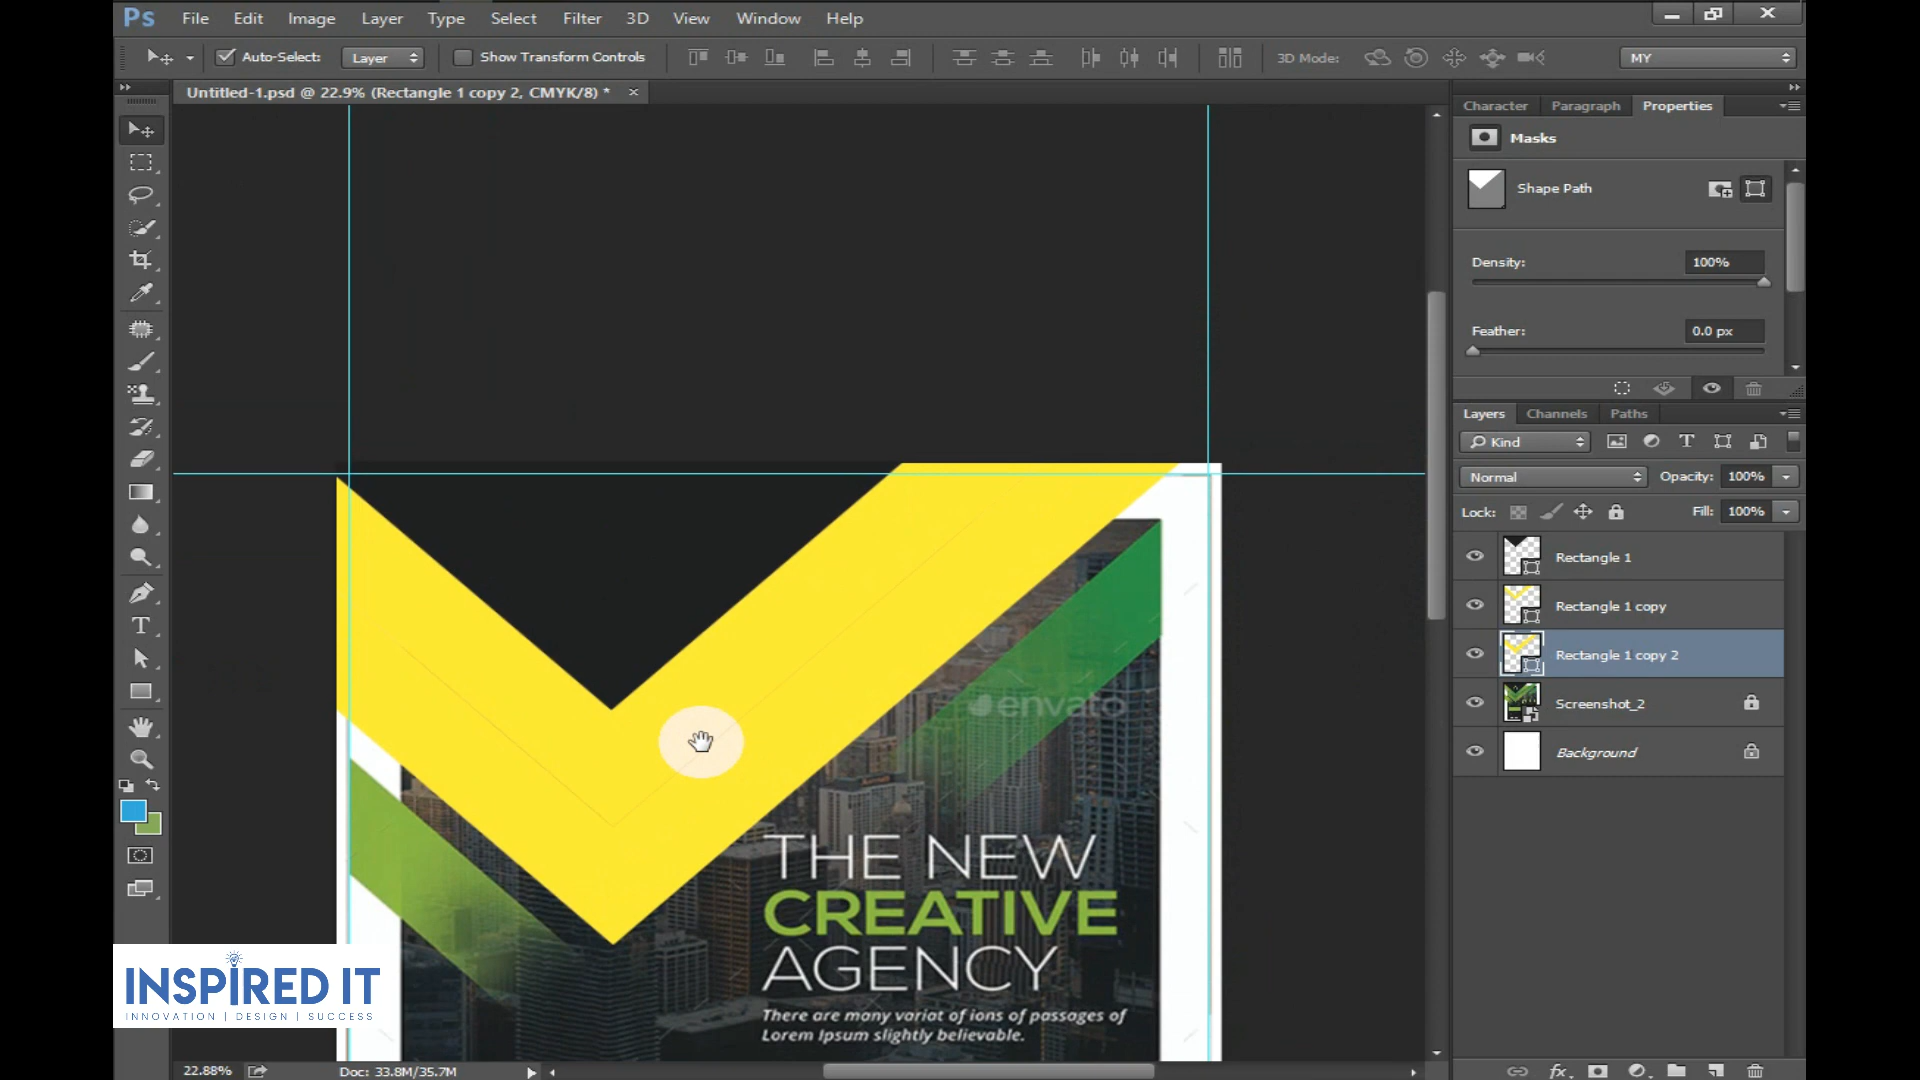 Ps File Edit Image Layer Type Select Filter 3D View Window Help
Auto-Select: Layer Show Transform Controls 3D Mode: MY
Untitled-1.psd @ 22.9% (Rectangle 1 copy 2, CMYK/8) * ×
Character Paragraph Properties
Masks
Shape Path
Density: 100%
Feather: 0.0 px
Layers Channels Paths
Kind
Normal Opacity: 100%
Lock: Fill: 100%
Rectangle 1
Rectangle 1 copy
Rectangle 1 copy 2
Screenshot_2
Background
envato
THE NEW
CREATIVE
AGENCY
There are many variat of ions of passages of
Lorem Ipsum slightly believable.
INSPIRED IT
INNOVATION | DESIGN | SUCCESS
22.88% Doc: 33.8M/35.7M
fx